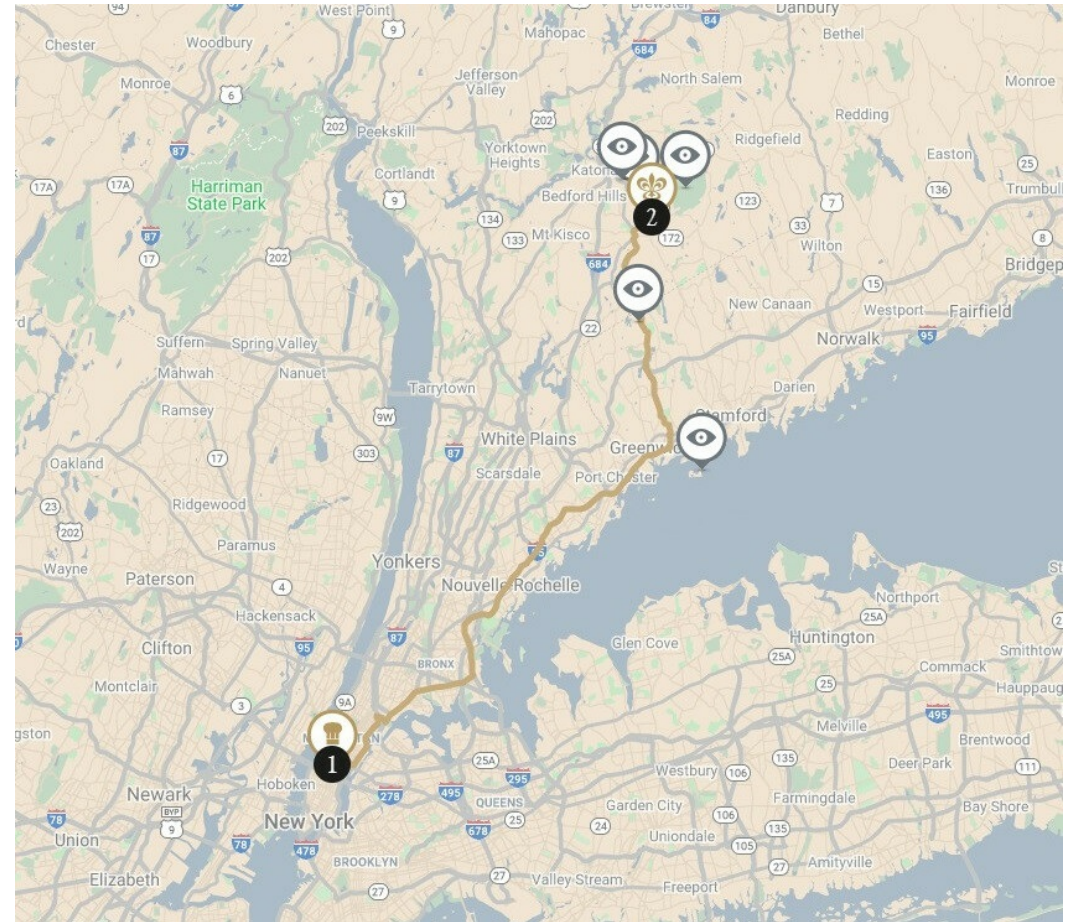 94
West Point
Brewster
Danbury
84
Chester
Woodbury
9
Mahopac
684
Bethel
Monroe
6
Jefferson
Valley
North Salem
Monroe
202
Peekskill
202
Redding
87
Yorktown
Heights
Ridgefield
Easton
25
17A
17A
Cortlandt
Katona
Harriman
State Park
9
Bedford Hills
123
7
136
Trumbull
134
2
87
133
Mt Kisco
172
33
8
17
202
684
Wilton
Bridgep
15
New Canaan
Westport
Fairfield
22
95
Suffern
Spring Valley
Norwalk
Mahwah
Nanuet
Tarrytown
Darien
Ramsey
9W
Stamford
303
87
White Plains
Greenw
17
Oakland
Scarsdale
Port Chester
23
Ridgewood
202
Paramus
95
Wayne
Yonkers
St
Paterson
4
Nouvelle-Rochelle
Northport
Hackensack
25A
87
Glen Cove
Huntington
95
Clifton
Smithtow
BRONX
25A
Commack
Montclair
25
Hauppaug
9A
3
495
Melville
Brentwood
25A
135
1
Westbury
106
Deer Park
111
Hoboken
295
Newark
278
495
Farmingdale
QUEENS
Garden City
Bay Shore
BYP
78
9
New York
25
106
678
24
135
Union
78
478
Uniondale
105
BROOKLYN
Amityville
27
Elizabeth
27
Valley Stream
27
Freeport